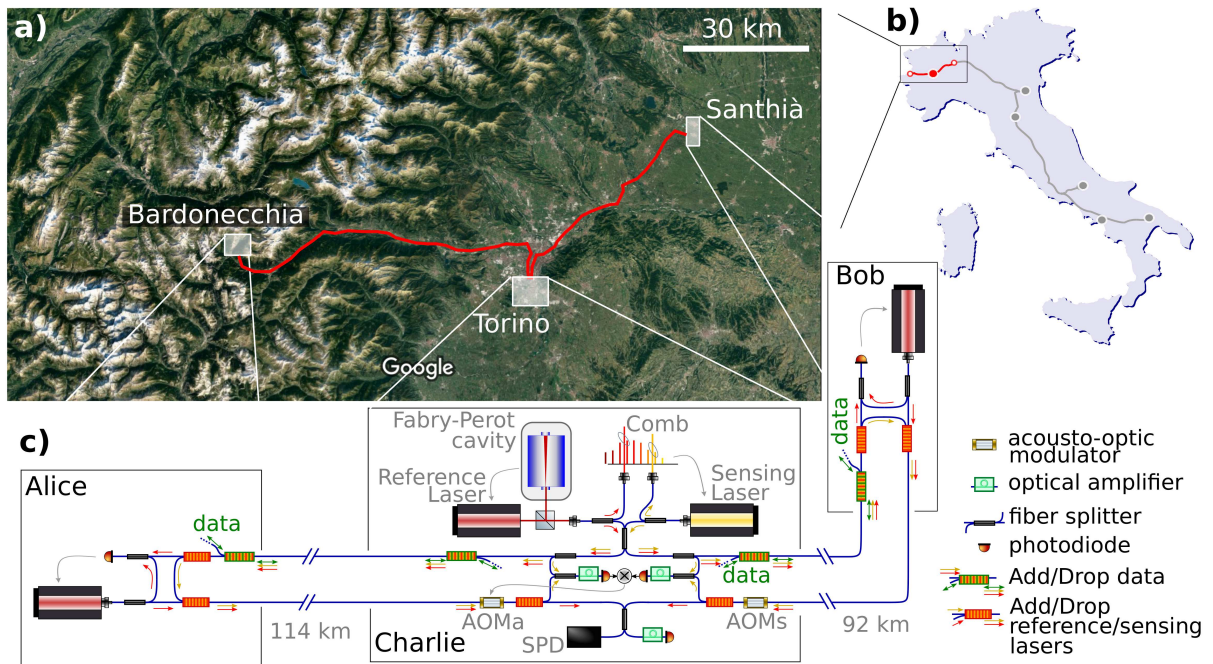 a)
30 km
Santhià
Bardonecchia
Torino
Google
b)
c)
Alice
data
114 km
Fabry-Perot
cavity
Reference
Laser
Comb
Sensing
Laser
data
AOMa
AOMs
SPD
Charlie
92 km
Bob
data
acousto-optic
modulator
optical amplifier
fiber splitter
photodiode
Add/Drop data
Add/Drop
reference/sensing
lasers